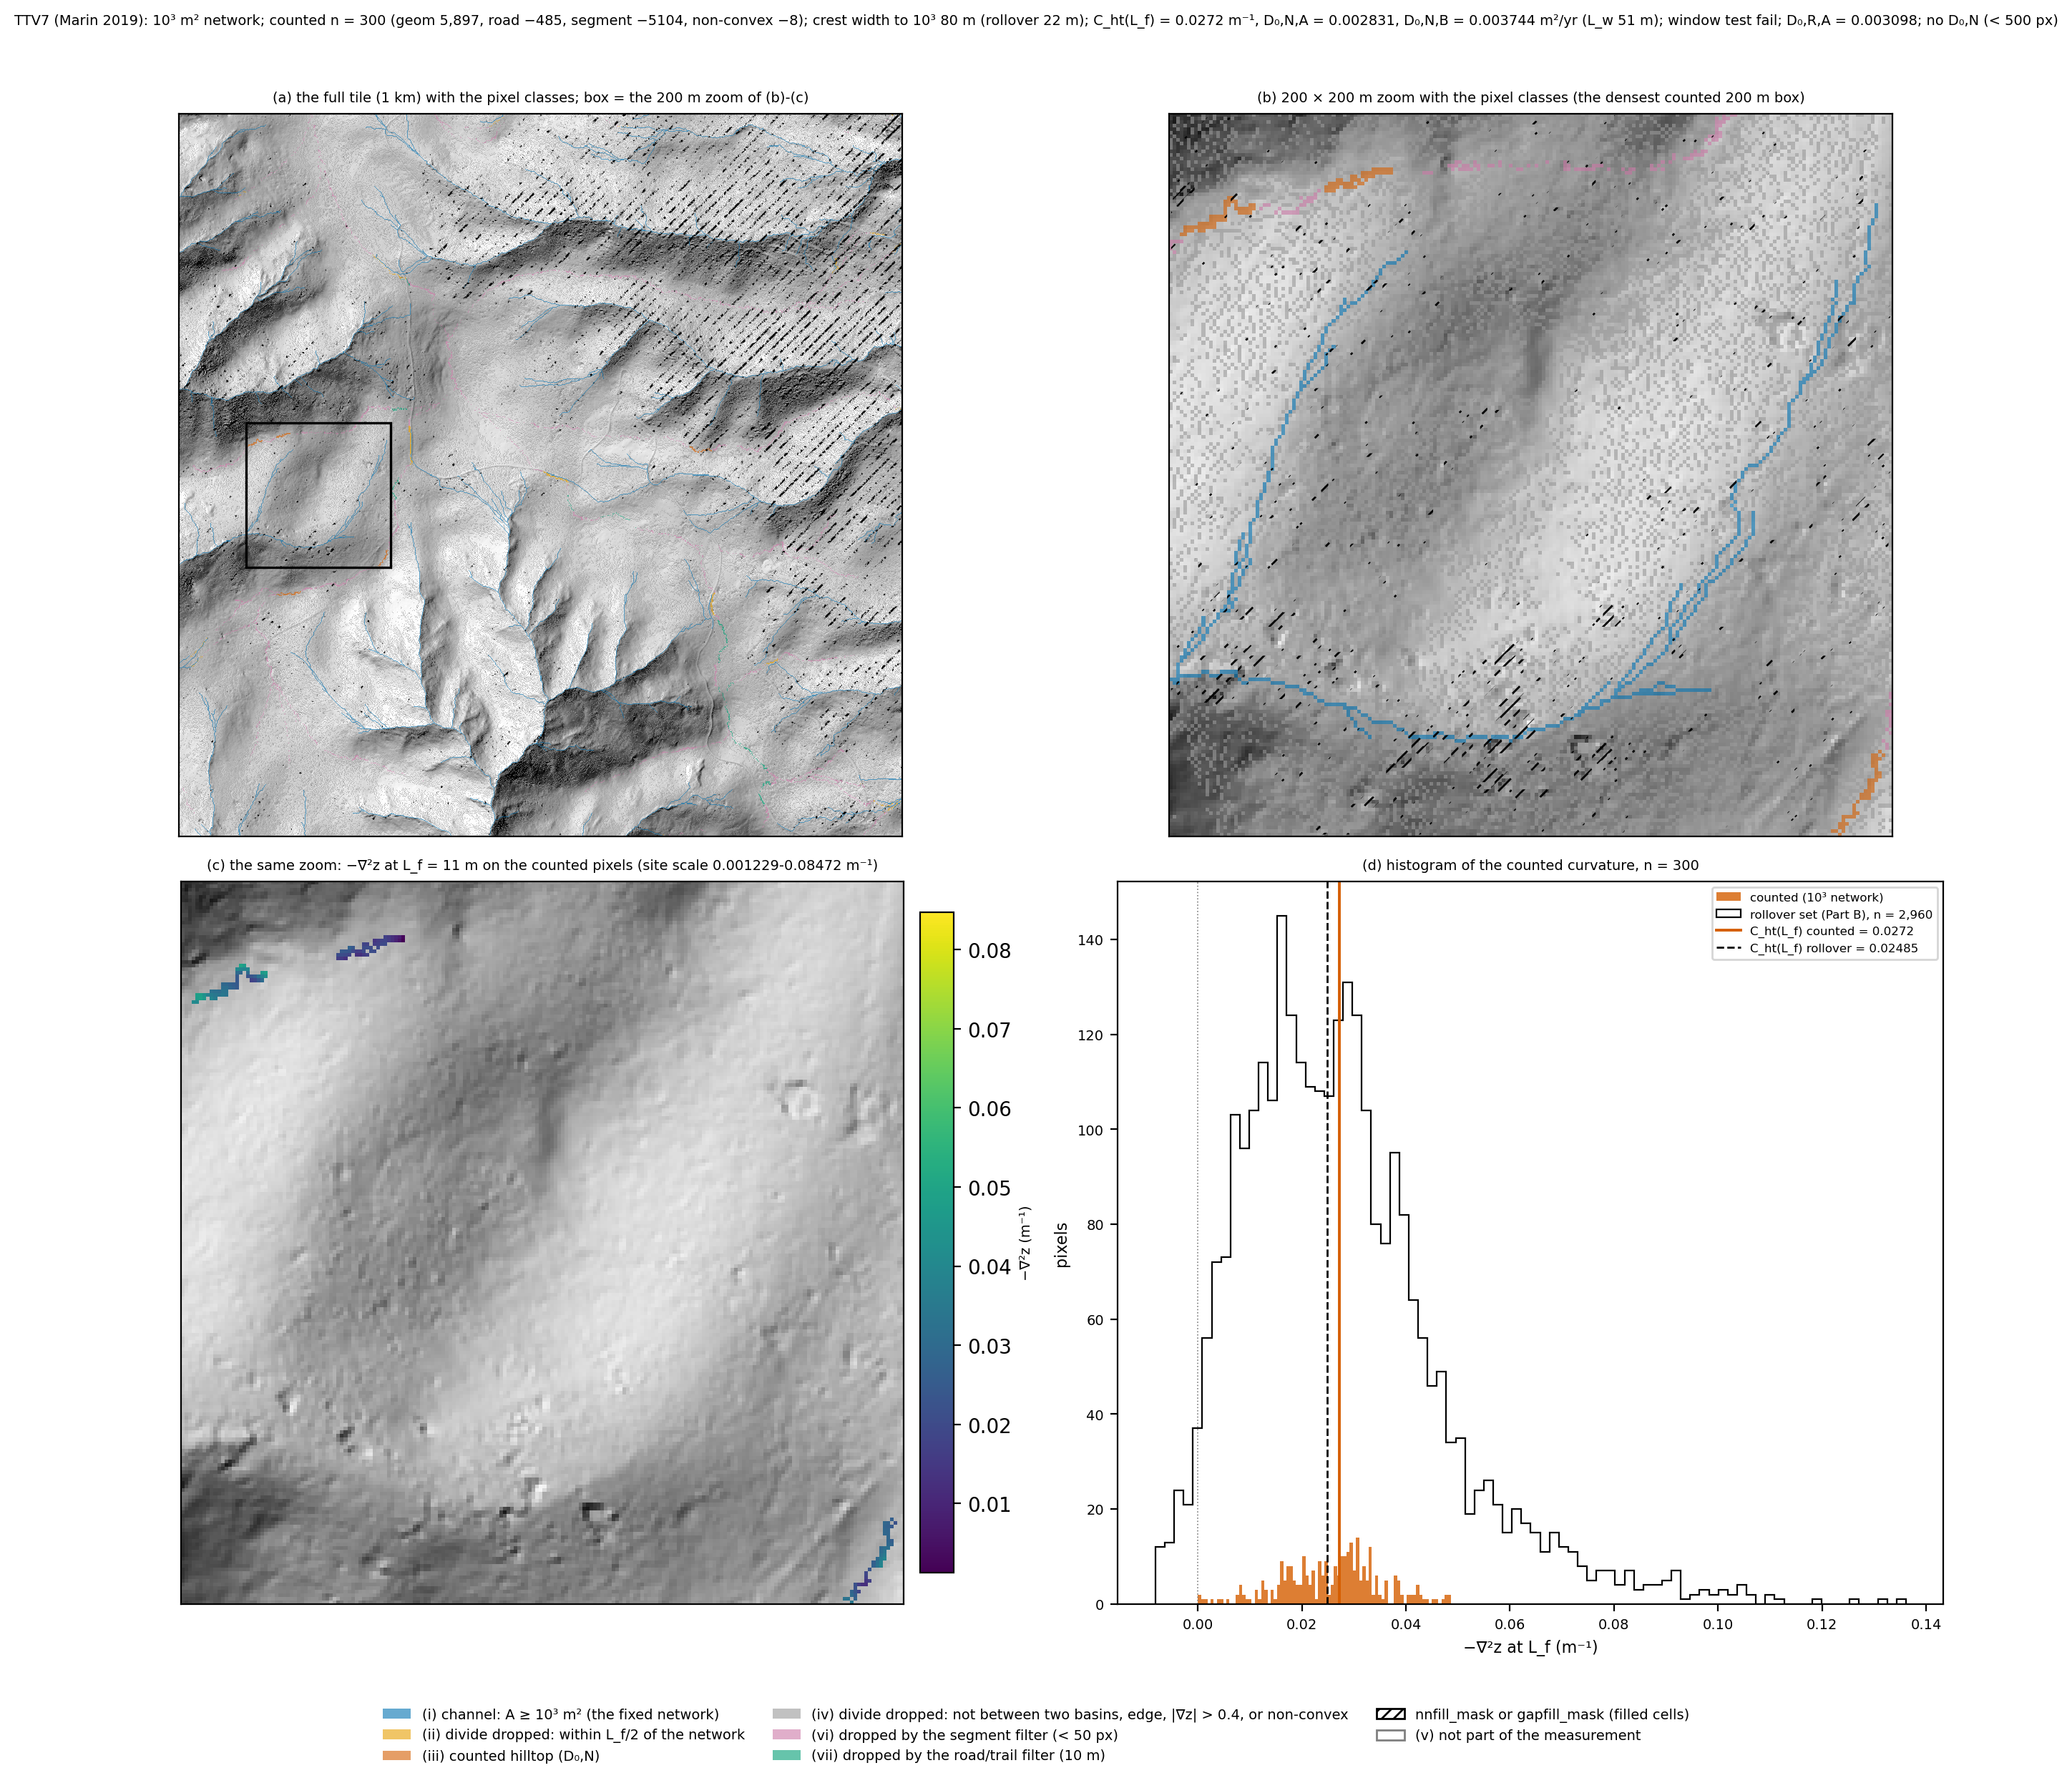 TTV7 (Marin 2019): 10³ m² network; counted n = 300 (geom 5,897, road −485, segment −5104, non-convex −8); crest width to 10³ 80 m (rollover 22 m); C_ht(L_f) = 0.0272 m⁻¹, D₀,N,A = 0.002831, D₀,N,B = 0.003744 m²/yr (L_w 51 m); window test fail; D₀,R,A = 0.003098; no D₀,N (< 500 px)
(a) the full tile (1 km) with the pixel classes; box = the 200 m zoom of (b)-(c)
(b) 200 × 200 m zoom with the pixel classes (the densest counted 200 m box)
(c) the same zoom: −∇²z at L_f = 11 m on the counted pixels (site scale 0.001229-0.08472 m⁻¹)
0.08
0.07
0.06
0.05
0.04
0.03
0.02
0.01
−∇²z (m⁻¹)
(d) histogram of the counted curvature, n = 300
counted (10³ network)
rollover set (Part B), n = 2,960
C_ht(L_f) counted = 0.0272
C_ht(L_f) rollover = 0.02485
140
120
100
80
60
40
20
0
pixels
0.00 0.02 0.04 0.06 0.08 0.10 0.12 0.14
−∇²z at L_f (m⁻¹)
(i) channel: A ≥ 10³ m² (the fixed network)
(ii) divide dropped: within L_f/2 of the network
(iii) counted hilltop (D₀,N)
(iv) divide dropped: not between two basins, edge, |∇z| > 0.4, or non-convex
(vi) dropped by the segment filter (< 50 px)
(vii) dropped by the road/trail filter (10 m)
nnfill_mask or gapfill_mask (filled cells)
(v) not part of the measurement